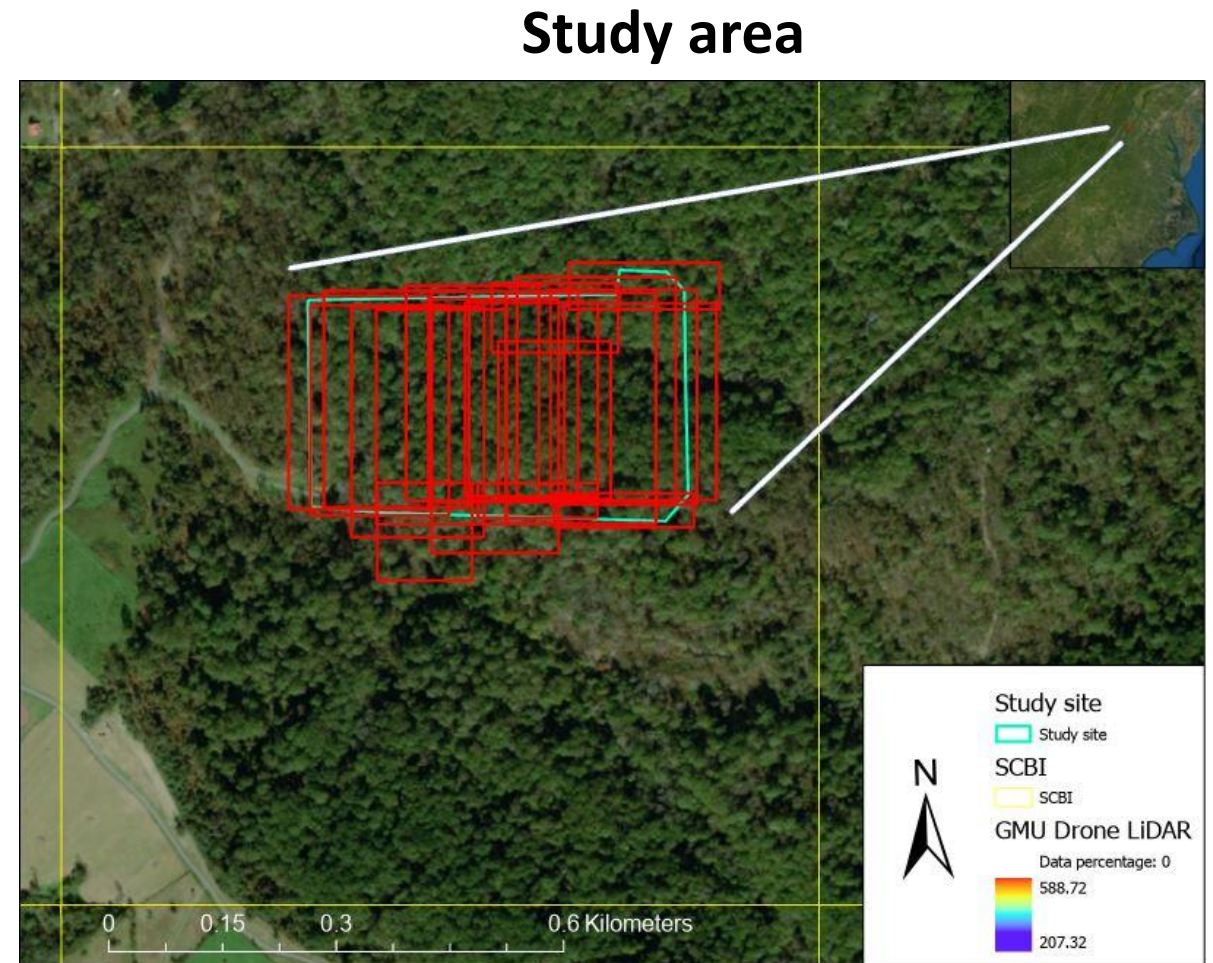 Study area
Study site
Study site
SCBI
SCBI
GMU Drone LiDAR
Data percentage: 0
588.72
207.32
N
0 0.15 0.3 0.6 Kilometers